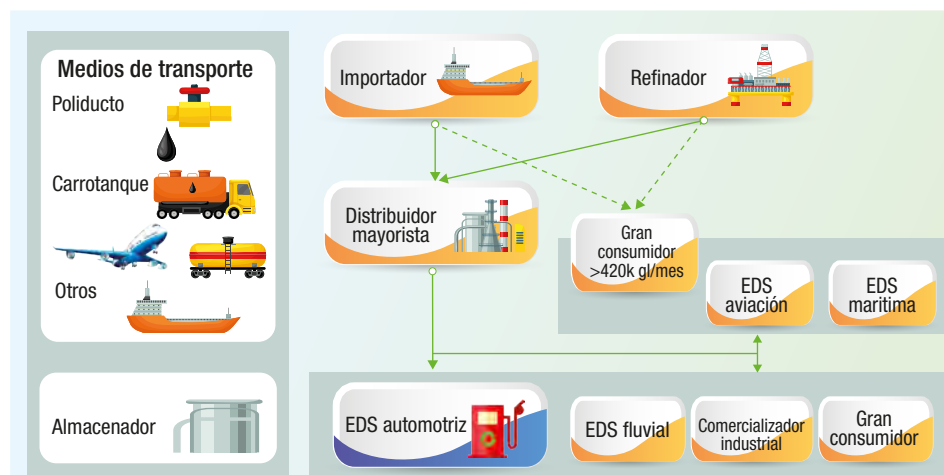 Medios de transporte
Poliducto
Carrotanque
Otros
Almacenador
Importador
Refinador
Distribuidor
mayorista
Gran
consumidor
>420k gl/mes
EDS
aviación
EDS
maritima
EDS automotriz
EDS fluvial
Comercializador
industrial
Gran
consumidor